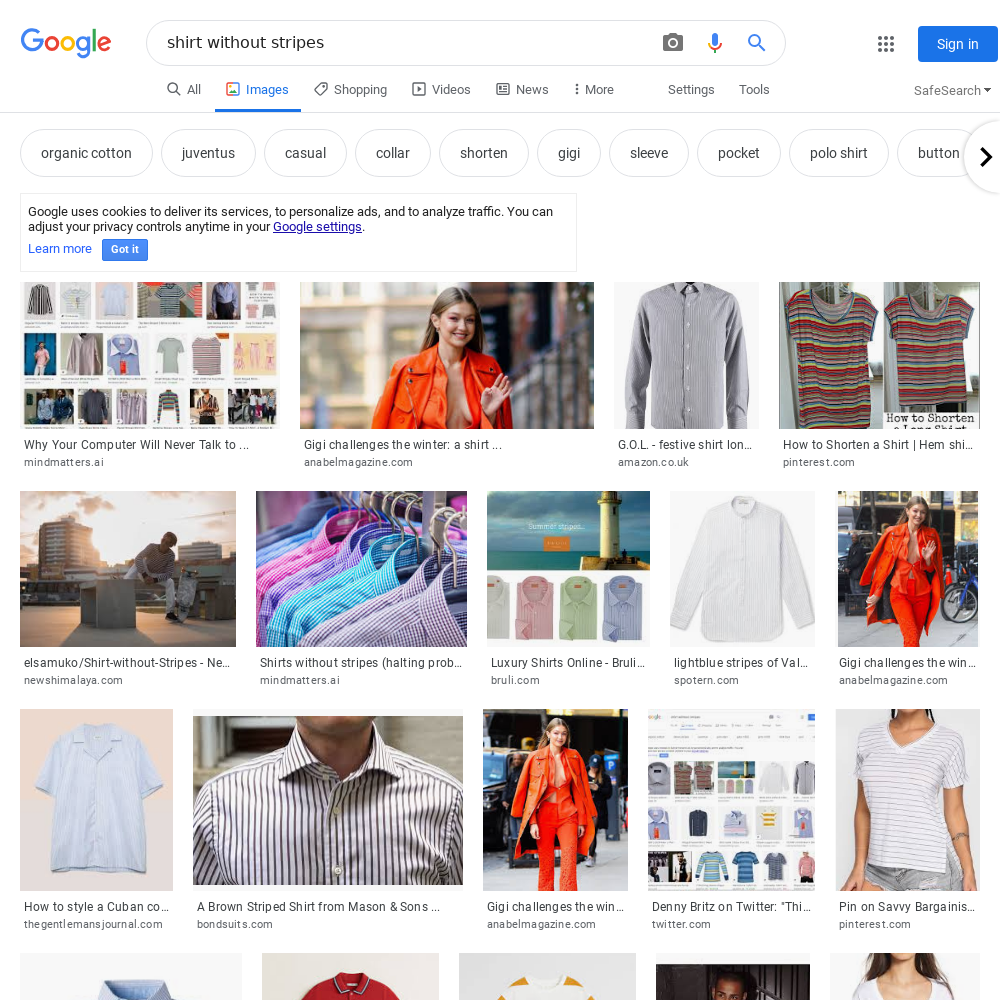 Google
shirt without stripes
Sign in
All
Images
Shopping
Videos
News
More
Settings
Tools
SafeSearch
organic cotton
juventus
casual
collar
shorten
gigi
sleeve
pocket
polo shirt
button
Google uses cookies to deliver its services, to personalize ads, and to analyze traffic. You can
adjust your privacy controls anytime in your Google settings.
Learn more
Got it
How to Shorten
Why Your Computer Will Never Talk to ...
mindmatters.ai
Gigi challenges the winter: a shirt ...
anabelmagazine.com
G.O.L. - festive shirt lon...
amazon.co.uk
How to Shorten a Shirt | Hem shi...
pinterest.com
Summer stripes...
elsamuko/Shirt-without-Stripes - Ne...
newshimalaya.com
Shirts without stripes (halting prob...
mindmatters.ai
Luxury Shirts Online - Bruli...
bruli.com
lightblue stripes of Val...
spotern.com
Gigi challenges the win...
anabelmagazine.com
How to style a Cuban co...
thegentlemansjournal.com
A Brown Striped Shirt from Mason & Sons ...
bondsuits.com
Gigi challenges the win...
anabelmagazine.com
Denny Britz on Twitter: "Thi...
twitter.com
Pin on Savvy Bargainis...
pinterest.com